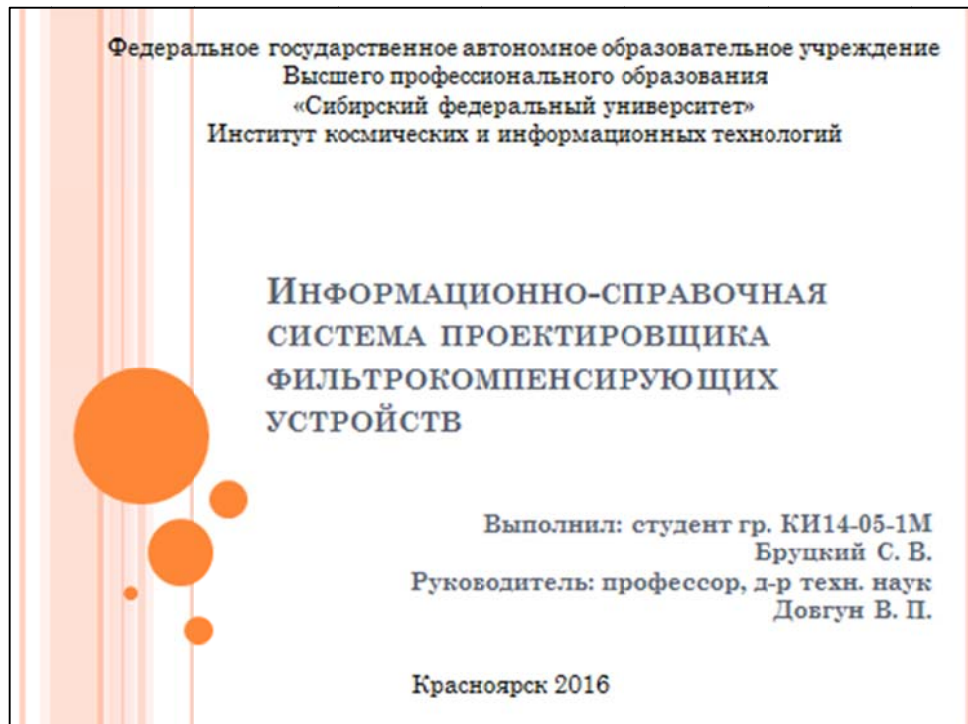 Федеральное государственное автономное образовательное учреждение
Высшего профессионального образования
«Сибирский федеральный университет»
Институт космических и информационных технологий
Информационно-справочная
система проектировщика
фильтрокомпенсирующих
устройств
Выполнил: студент гр. КИ14-05-1М
Бруцкий С. В.
Руководитель: профессор, д-р техн. наук
Довгун В. П.
Красноярск 2016